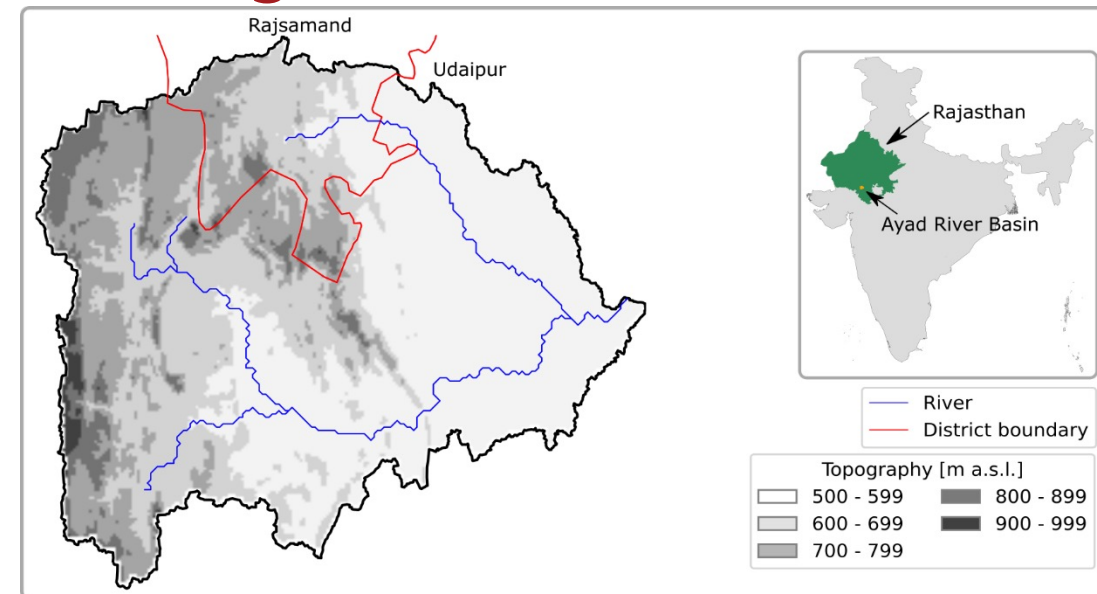 Rajsamand
Udaipur
Rajasthan
Ayad River Basin
River
District boundary
Topography [m a.s.l.]
500 - 599
800 - 899
600 - 699
900 - 999
700 - 799